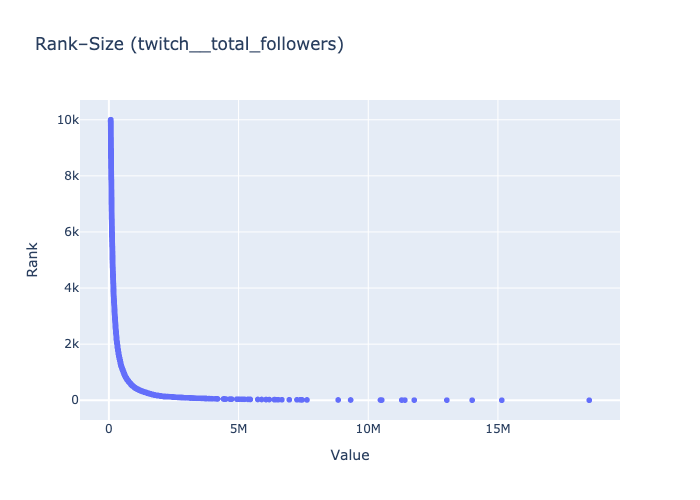 Rank−Size (twitch__total_followers)
10k
8k
6k
4k
2k
0
Rank
0 5M 10M 15M
Value